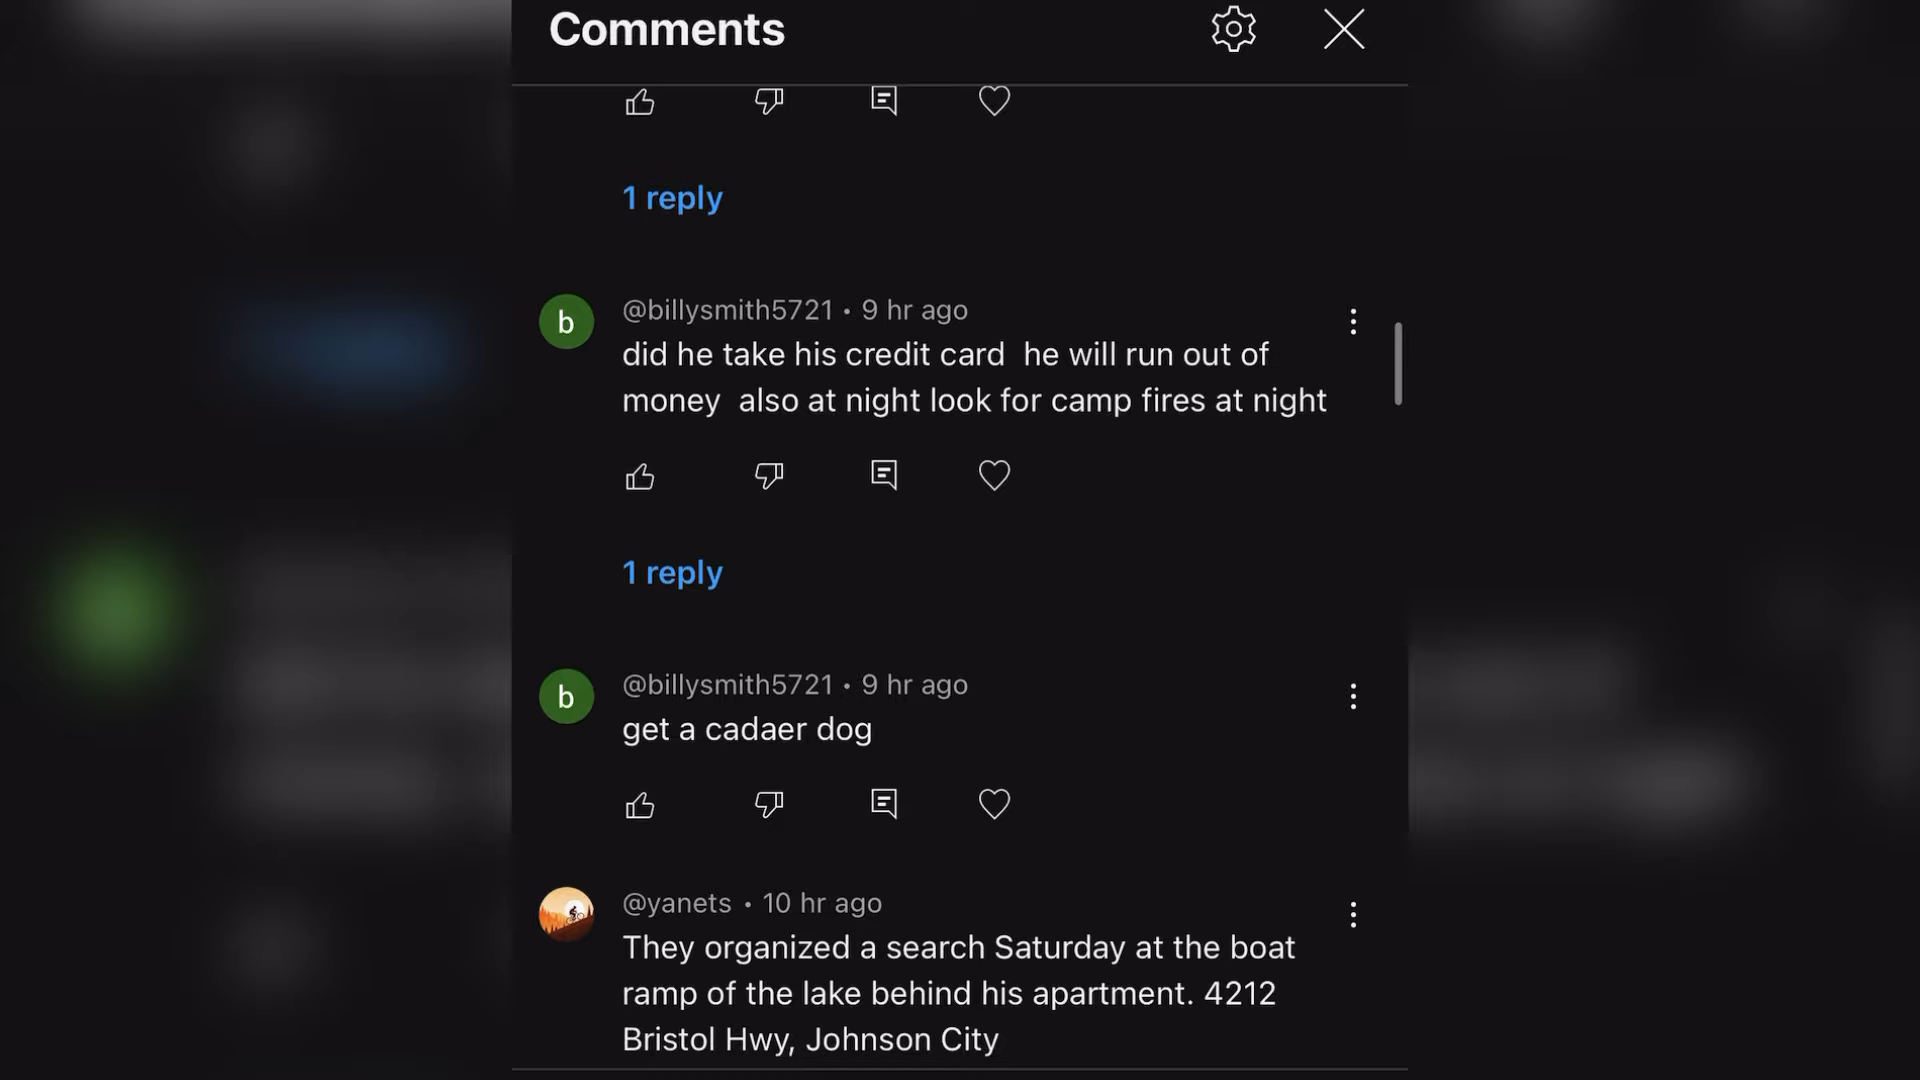 Comments
1 reply
@billysmith5721 • 9 hr ago
did he take his credit card  he will run out of
money  also at night look for camp fires at night
1 reply
b
@billysmith5721 • 9 hr ago
get a cadaer dog
b
@yanets • 10 hr ago
They organized a search Saturday at the boat
ramp of the lake behind his apartment. 4212
Bristol Hwy, Johnson City